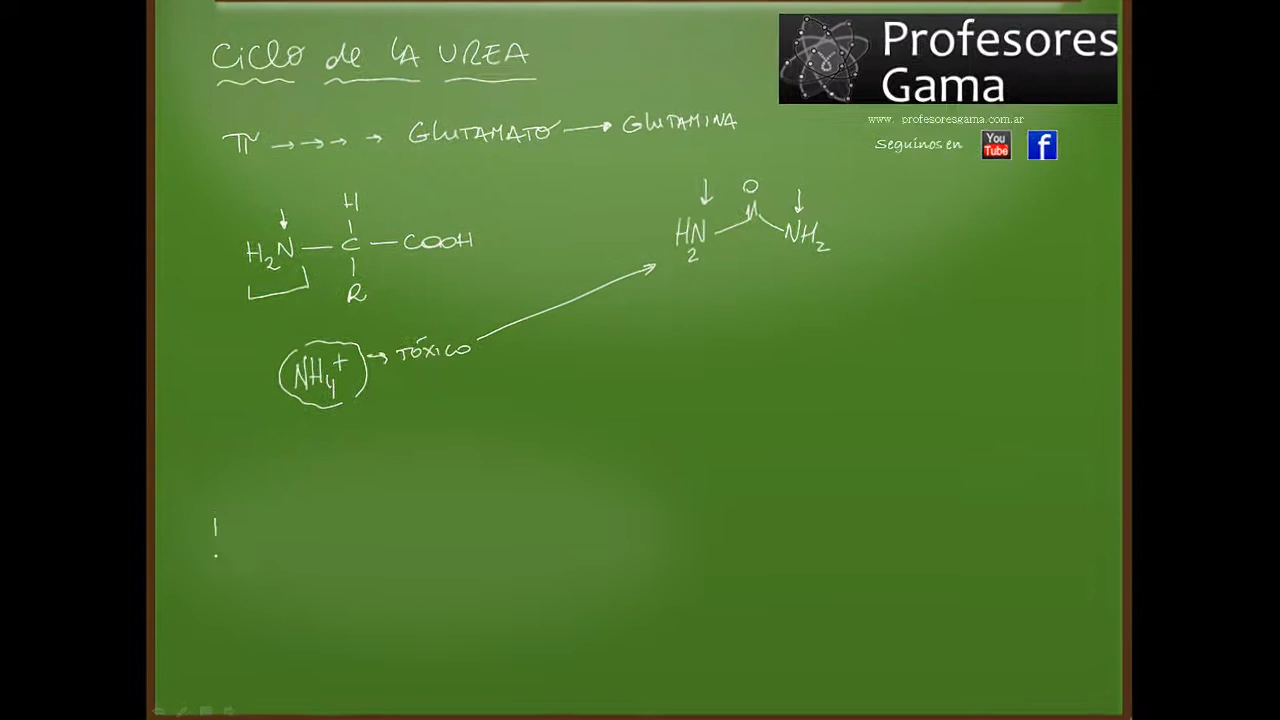 Ciclo de LA UREA
Profesores
Gama
www. profesoresgama.com.ar
Seguinos en You Tube f
TV → → → → GLUTAMATO → GLUTAMINA
H
H2N — C — COOH
R
O
H2N NH2
NH4+ → TÓXICO
!